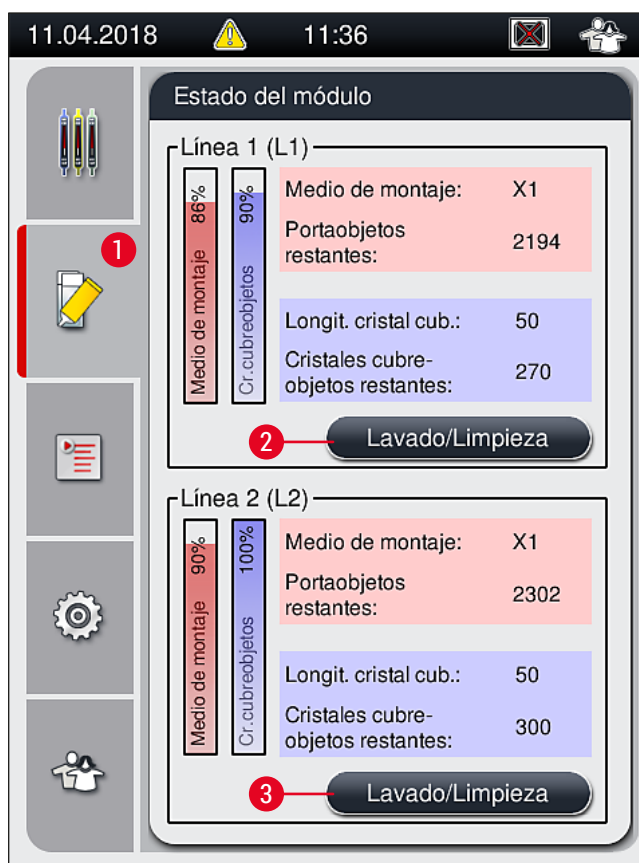 11.04.2018 11:36
Estado del módulo
1
Línea 1 (L1)
Medio de montaje 86%
Cr.cubreobjetos 90%
Medio de montaje: X1
Portaobjetos
restantes: 2194
Longit. cristal cub.: 50
Cristales cubre-
objetos restantes: 270
2 Lavado/Limpieza
Línea 2 (L2)
Medio de montaje 90%
Cr.cubreobjetos 100%
Medio de montaje: X1
Portaobjetos
restantes: 2302
Longit. cristal cub.: 50
Cristales cubre-
objetos restantes: 300
3 Lavado/Limpieza